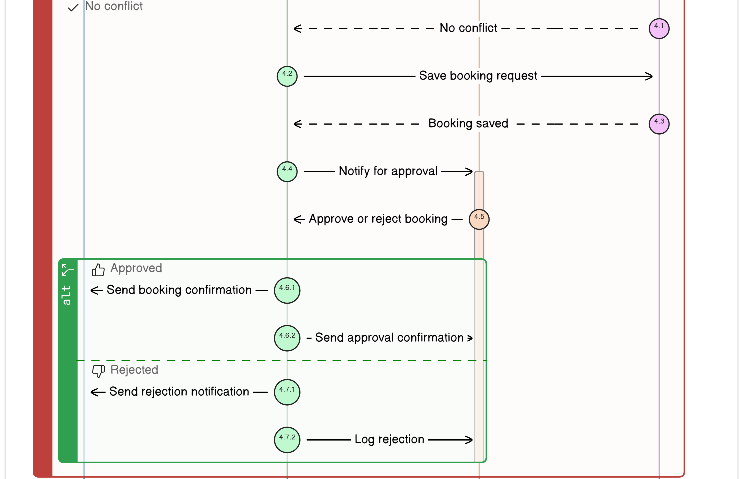 No conflict
No conflict
4.1
4.2
Save booking request
Booking saved
4.3
4.4
Notify for approval
Approve or reject booking
4.5
alt
Approved
Send booking confirmation
4.6.1
4.6.2
Send approval confirmation
Rejected
Send rejection notification
4.7.1
4.7.2
Log rejection